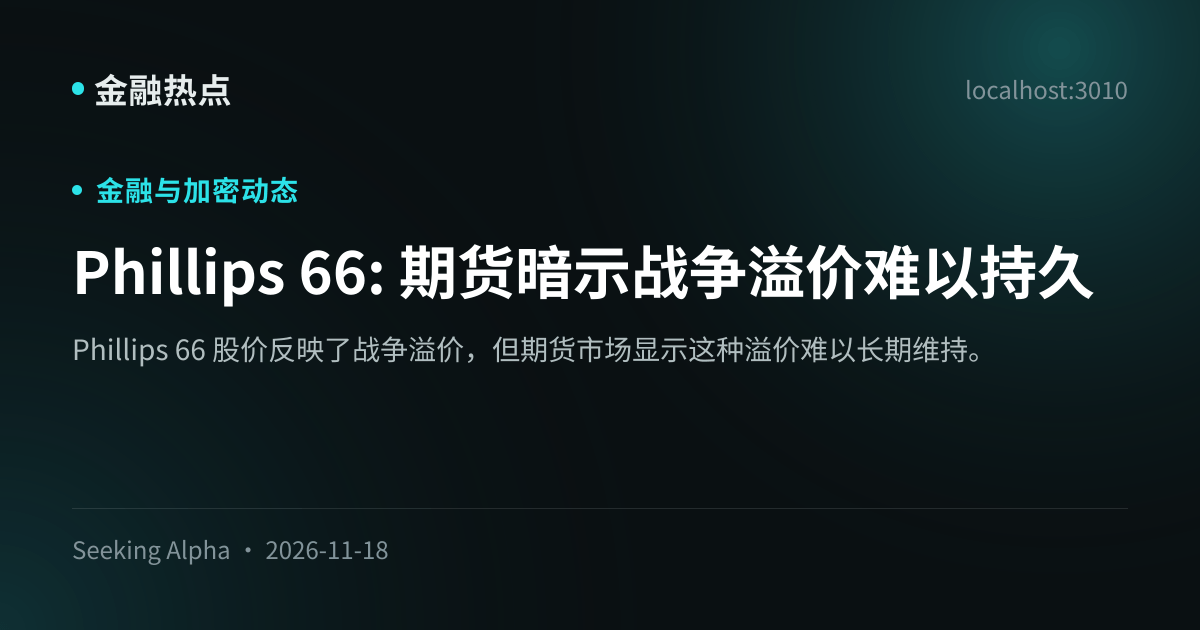 金融热点
localhost:3010
金融与加密动态
Phillips 66: 期货暗示战争溢价难以持久
Phillips 66 股价反映了战争溢价，但期货市场显示这种溢价难以长期维持。
Seeking Alpha · 2026-11-18